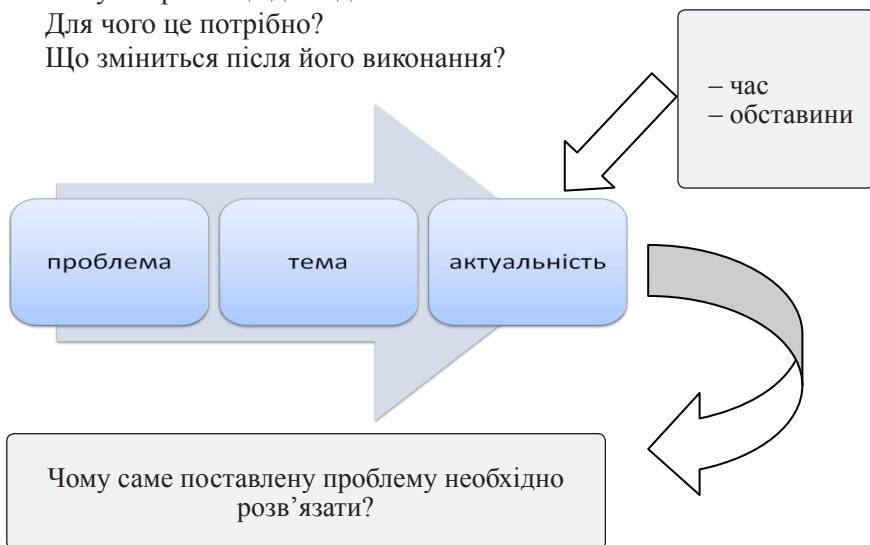 Для чого це потрібно?
Що зміниться після його виконання?
– час
– обставини
проблема
тема
актуальність
Чому саме поставлену проблему необхідно
розв’язати?